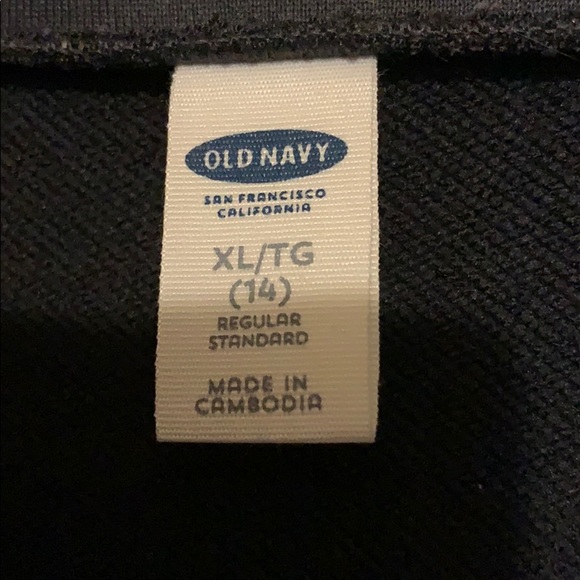 OLD NAVY
SAN FRANCISCO
CALIFORNIA
XL/TG
(14)
REGULAR
STANDARD
MADE IN
CAMBODIA